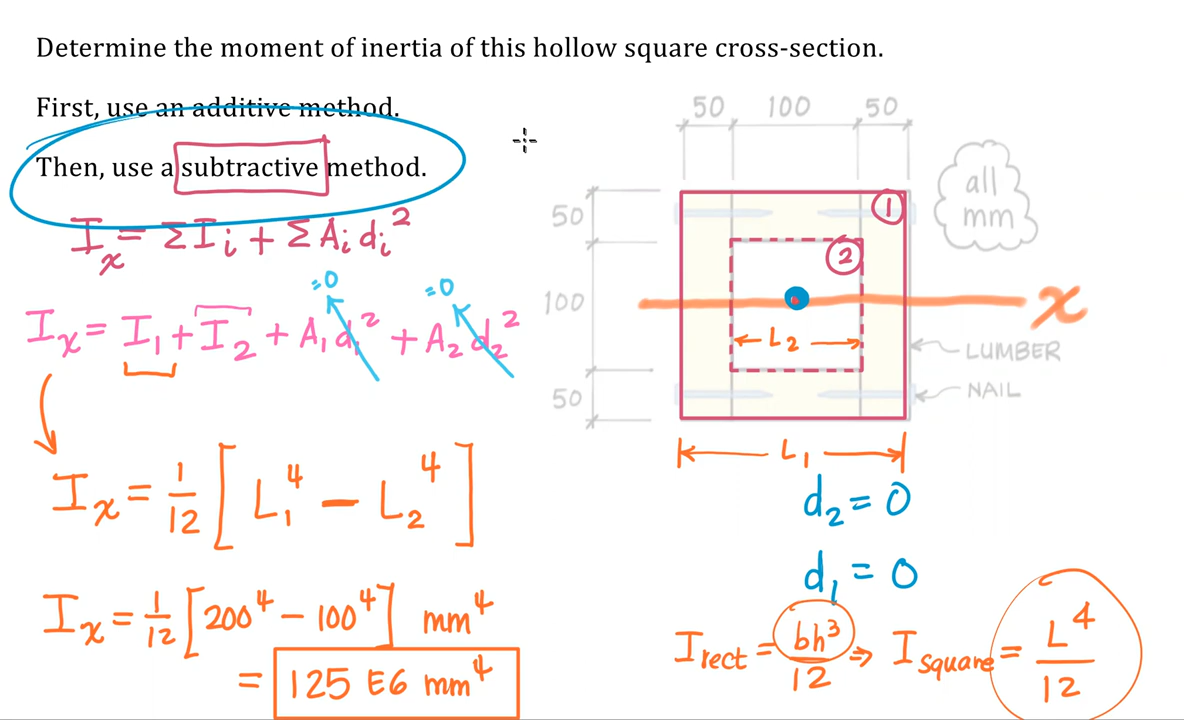 Determine the moment of inertia of this hollow square cross-section.
First, use an additive method.
Then, use a subtractive method.
Iₓ = ΣIᵢ + ΣAᵢdᵢ²
=0 =0
Iₓ = I₁ + I₂ + A₁d₁² + A₂d₂²
Iₓ = 1/12 [L₁⁴ − L₂⁴]
Iₓ = 1/12 [200⁴ − 100⁴] mm⁴
= 125 E6 mm⁴
50 100 50
all
mm
50
100
50
1
2
x
L₂
LUMBER
NAIL
L₁
d₂ = 0
d₁ = 0
I rect = bh³/12 ⇒ I square = L⁴/12